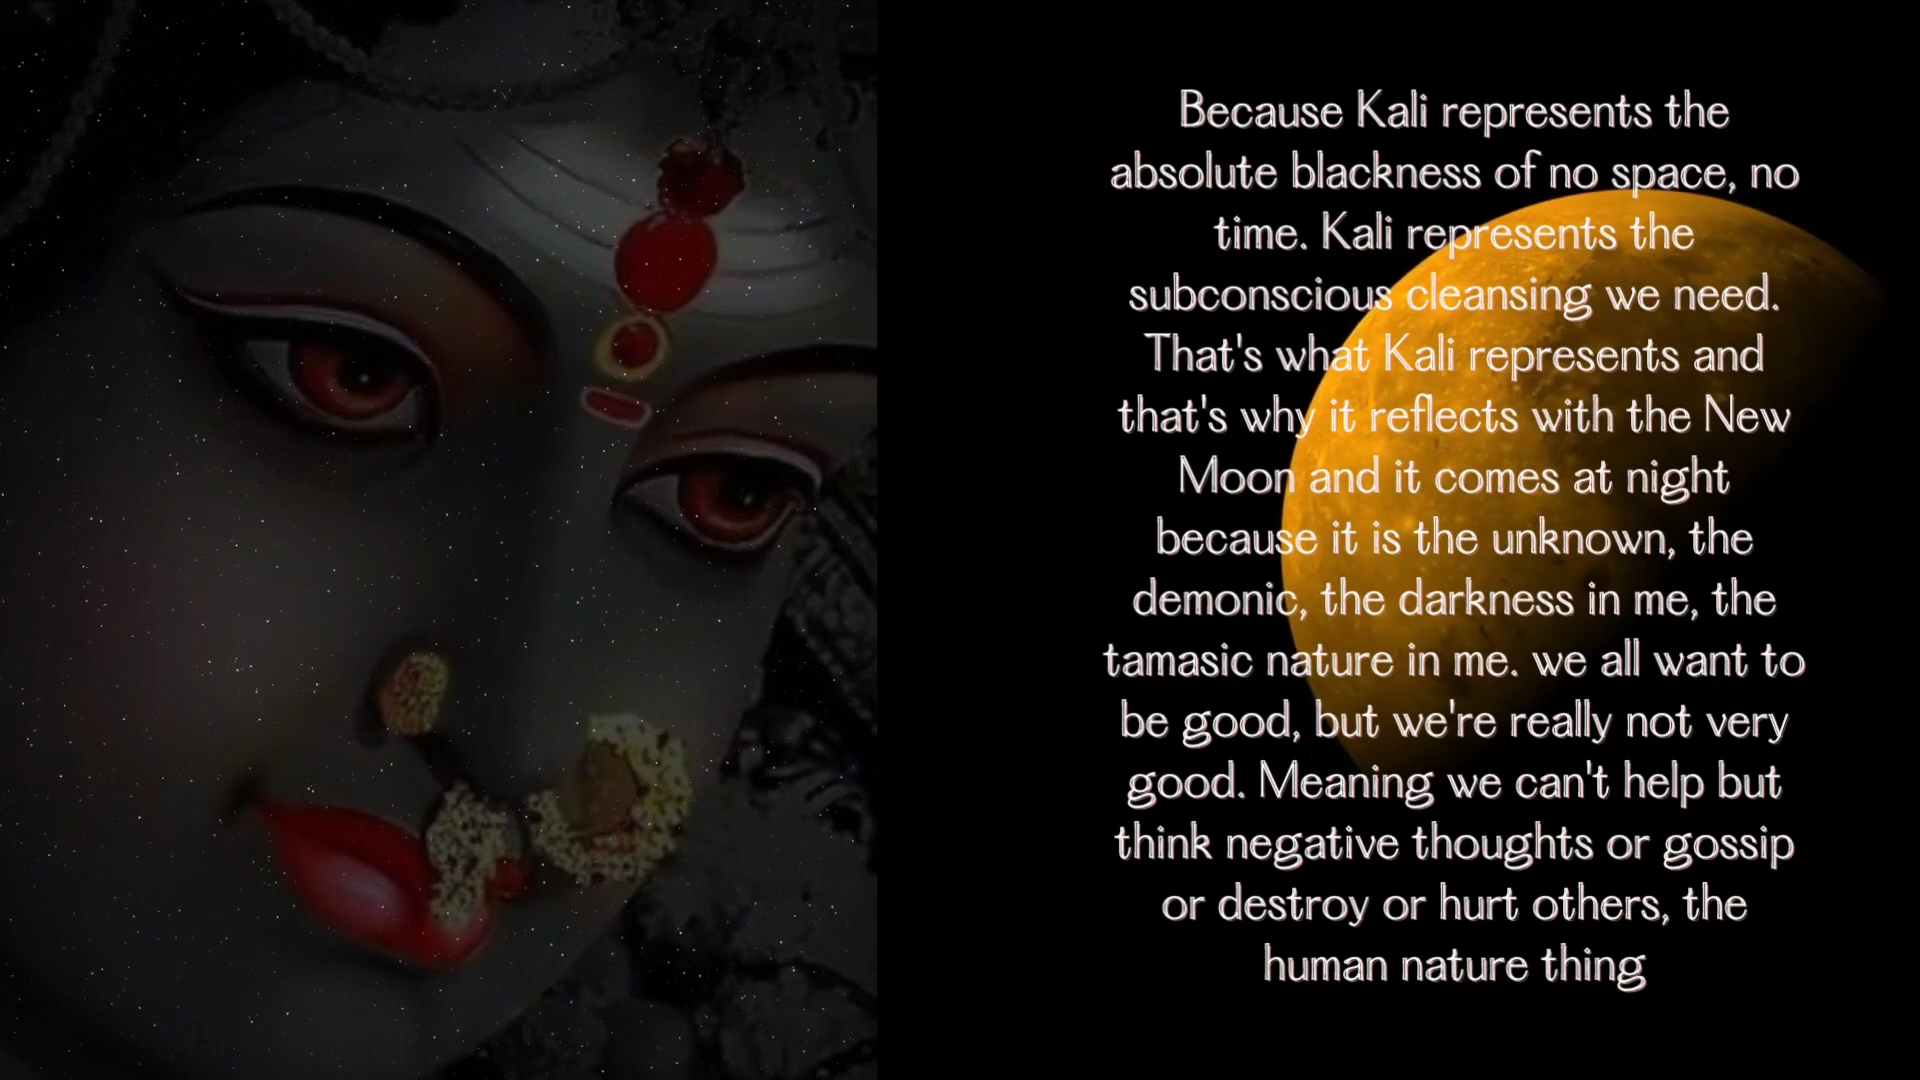 Because Kali represents the
absolute blackness of no space, no
time. Kali represents the
subconscious cleansing we need.
That's what Kali represents and
that's why it reflects with the New
Moon and it comes at night
because it is the unknown, the
demonic, the darkness in me, the
tamasic nature in me. we all want to
be good, but we're really not very
good. Meaning we can't help but
think negative thoughts or gossip
or destroy or hurt others, the
human nature thing